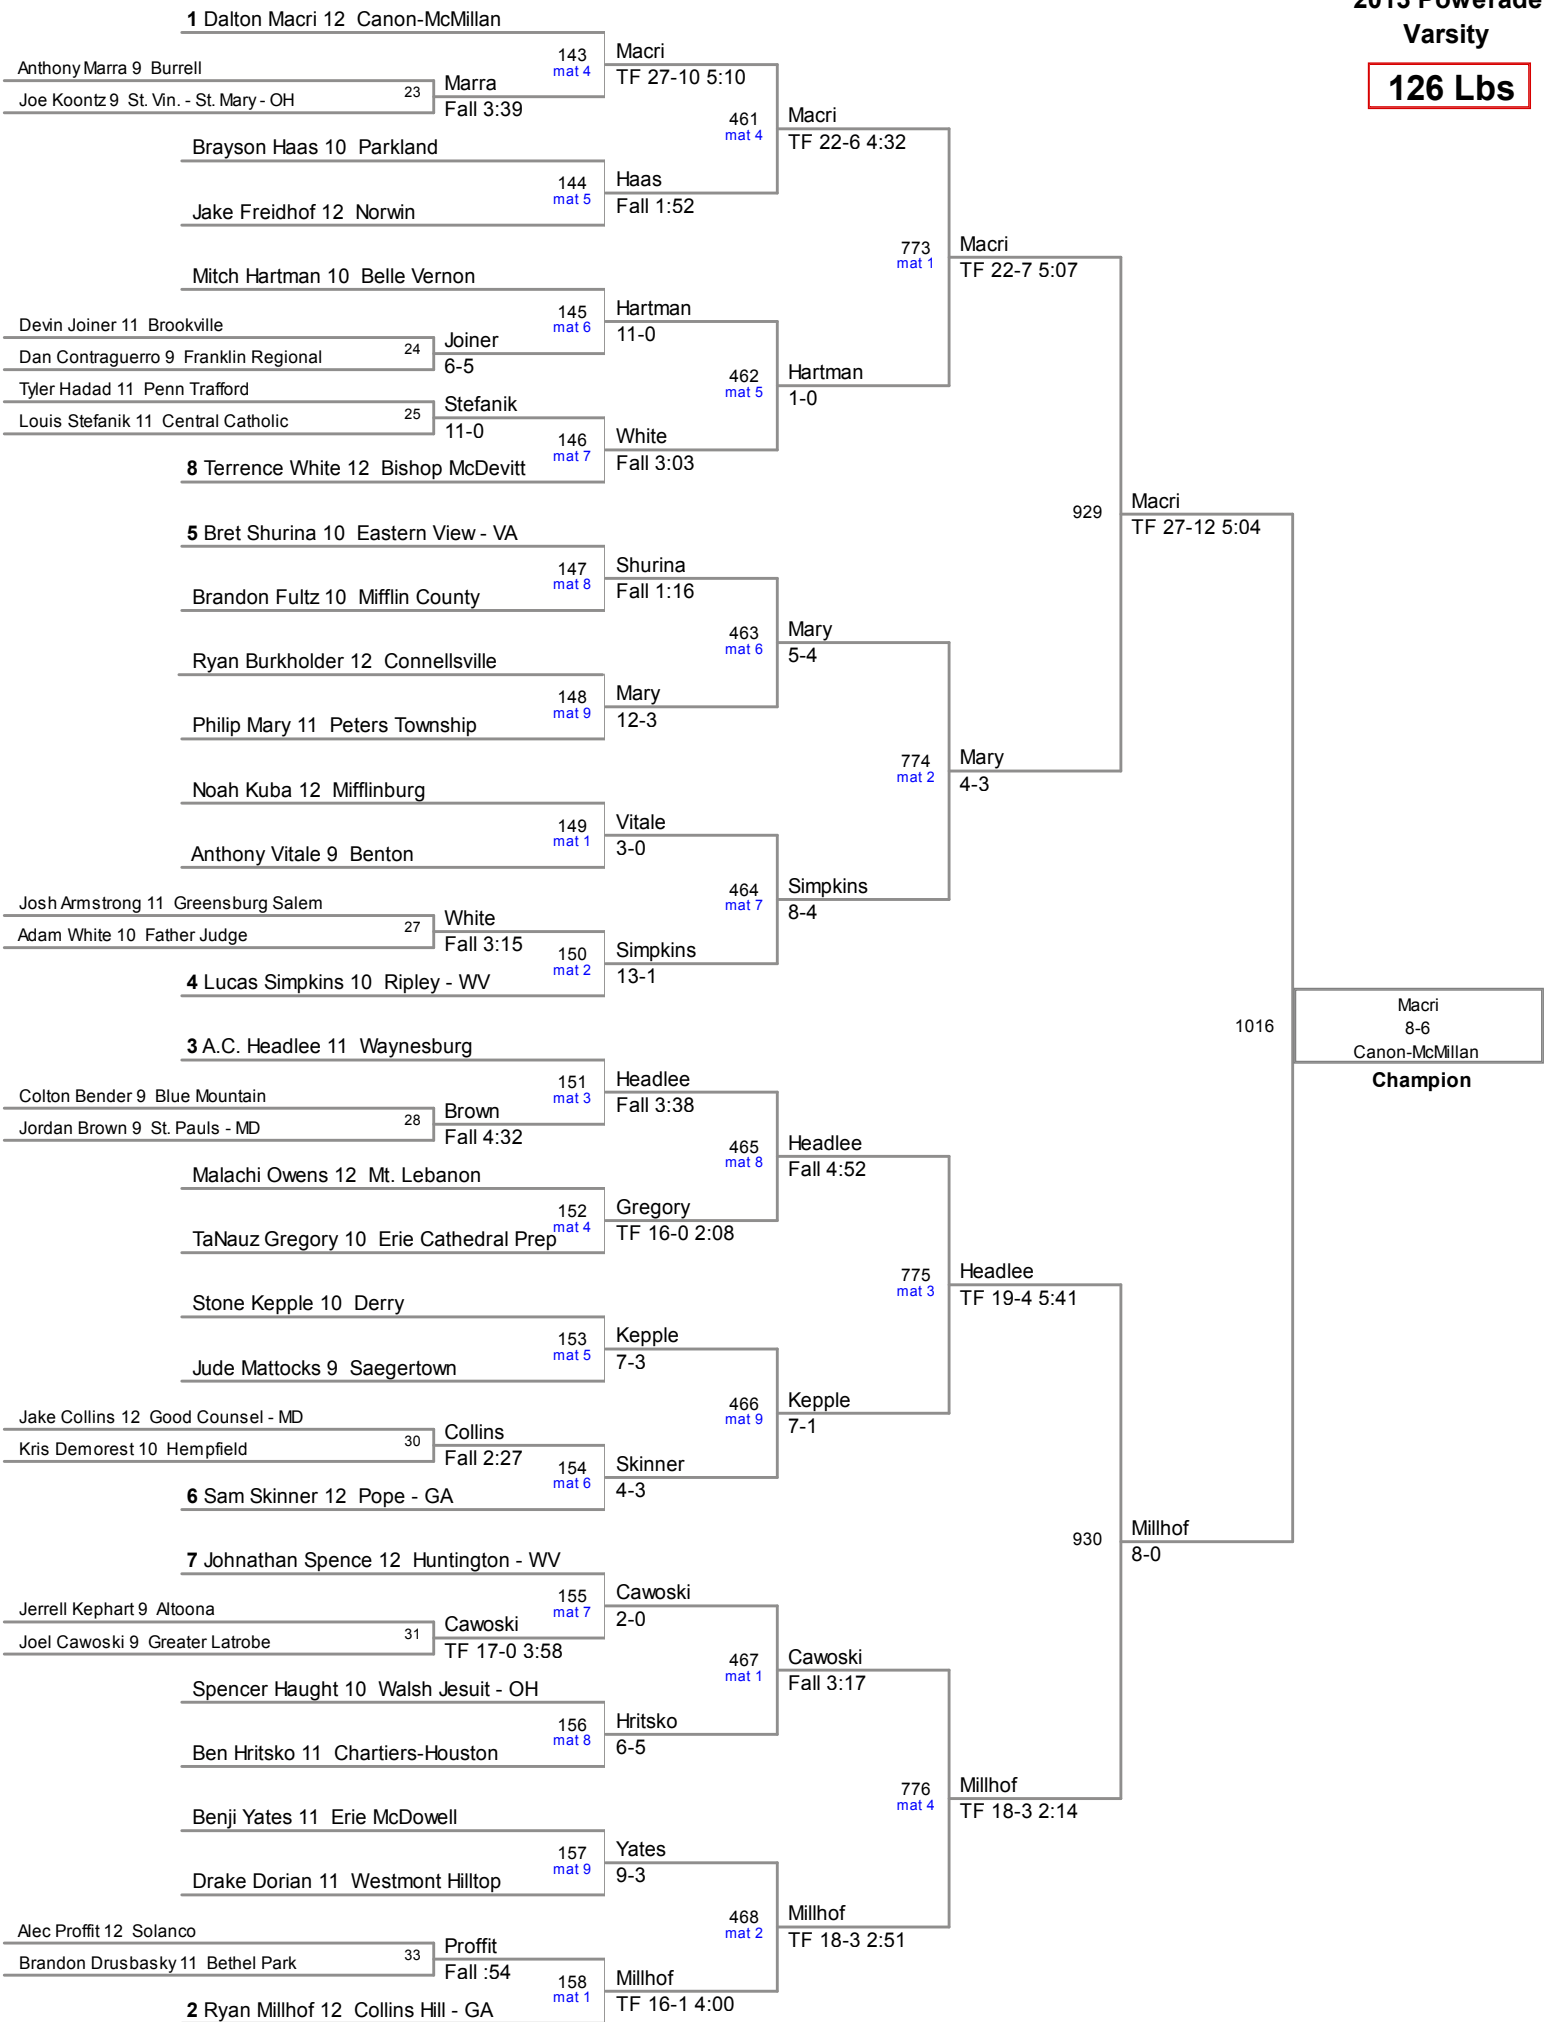 2013 Powerade
Varsity
126 Lbs
1 Dalton Macri 12 Canon-McMillan
143
mat 4
Macri
TF 27-10 5:10
Anthony Marra 9 Burrell
Joe Koontz 9 St. Vin. - St. Mary - OH
23
Marra
Fall 3:39
461
mat 4
Macri
TF 22-6 4:32
Brayson Haas 10 Parkland
144
mat 5
Haas
Fall 1:52
Jake Freidhof 12 Norwin
773
mat 1
Macri
TF 22-7 5:07
Mitch Hartman 10 Belle Vernon
145
mat 6
Hartman
11-0
Devin Joiner 11 Brookville
Dan Contraguerro 9 Franklin Regional
24
Joiner
6-5
462
mat 5
Hartman
1-0
Tyler Hadad 11 Penn Trafford
Louis Stefanik 11 Central Catholic
25
Stefanik
11-0
146
mat 7
White
Fall 3:03
8 Terrence White 12 Bishop McDevitt
929
Macri
TF 27-12 5:04
5 Bret Shurina 10 Eastern View - VA
147
mat 8
Shurina
Fall 1:16
Brandon Fultz 10 Mifflin County
463
mat 6
Mary
5-4
Ryan Burkholder 12 Connellsville
148
mat 9
Mary
12-3
Philip Mary 11 Peters Township
774
mat 2
Mary
4-3
Noah Kuba 12 Mifflinburg
149
mat 1
Vitale
3-0
Anthony Vitale 9 Benton
464
mat 7
Simpkins
8-4
Josh Armstrong 11 Greensburg Salem
Adam White 10 Father Judge
27
White
Fall 3:15
150
mat 2
Simpkins
13-1
4 Lucas Simpkins 10 Ripley - WV
1016
Macri
8-6
Canon-McMillan
Champion
3 A.C. Headlee 11 Waynesburg
151
mat 3
Headlee
Fall 3:38
Colton Bender 9 Blue Mountain
Jordan Brown 9 St. Pauls - MD
28
Brown
Fall 4:32
465
mat 8
Headlee
Fall 4:52
Malachi Owens 12 Mt. Lebanon
152
mat 4
Gregory
TF 16-0 2:08
TaNauz Gregory 10 Erie Cathedral Prep
775
mat 3
Headlee
TF 19-4 5:41
Stone Kepple 10 Derry
153
mat 5
Kepple
7-3
Jude Mattocks 9 Saegertown
466
mat 9
Kepple
7-1
Jake Collins 12 Good Counsel - MD
Kris Demorest 10 Hempfield
30
Collins
Fall 2:27
154
mat 6
Skinner
4-3
6 Sam Skinner 12 Pope - GA
930
Millhof
8-0
7 Johnathan Spence 12 Huntington - WV
155
mat 7
Cawoski
2-0
Jerrell Kephart 9 Altoona
Joel Cawoski 9 Greater Latrobe
31
Cawoski
TF 17-0 3:58
467
mat 1
Cawoski
Fall 3:17
Spencer Haught 10 Walsh Jesuit - OH
156
mat 8
Hritsko
6-5
Ben Hritsko 11 Chartiers-Houston
776
mat 4
Millhof
TF 18-3 2:14
Benji Yates 11 Erie McDowell
157
mat 9
Yates
9-3
Drake Dorian 11 Westmont Hilltop
468
mat 2
Millhof
TF 18-3 2:51
Alec Proffit 12 Solanco
Brandon Drusbasky 11 Bethel Park
33
Proffit
Fall :54
158
mat 1
Millhof
TF 16-1 4:00
2 Ryan Millhof 12 Collins Hill - GA